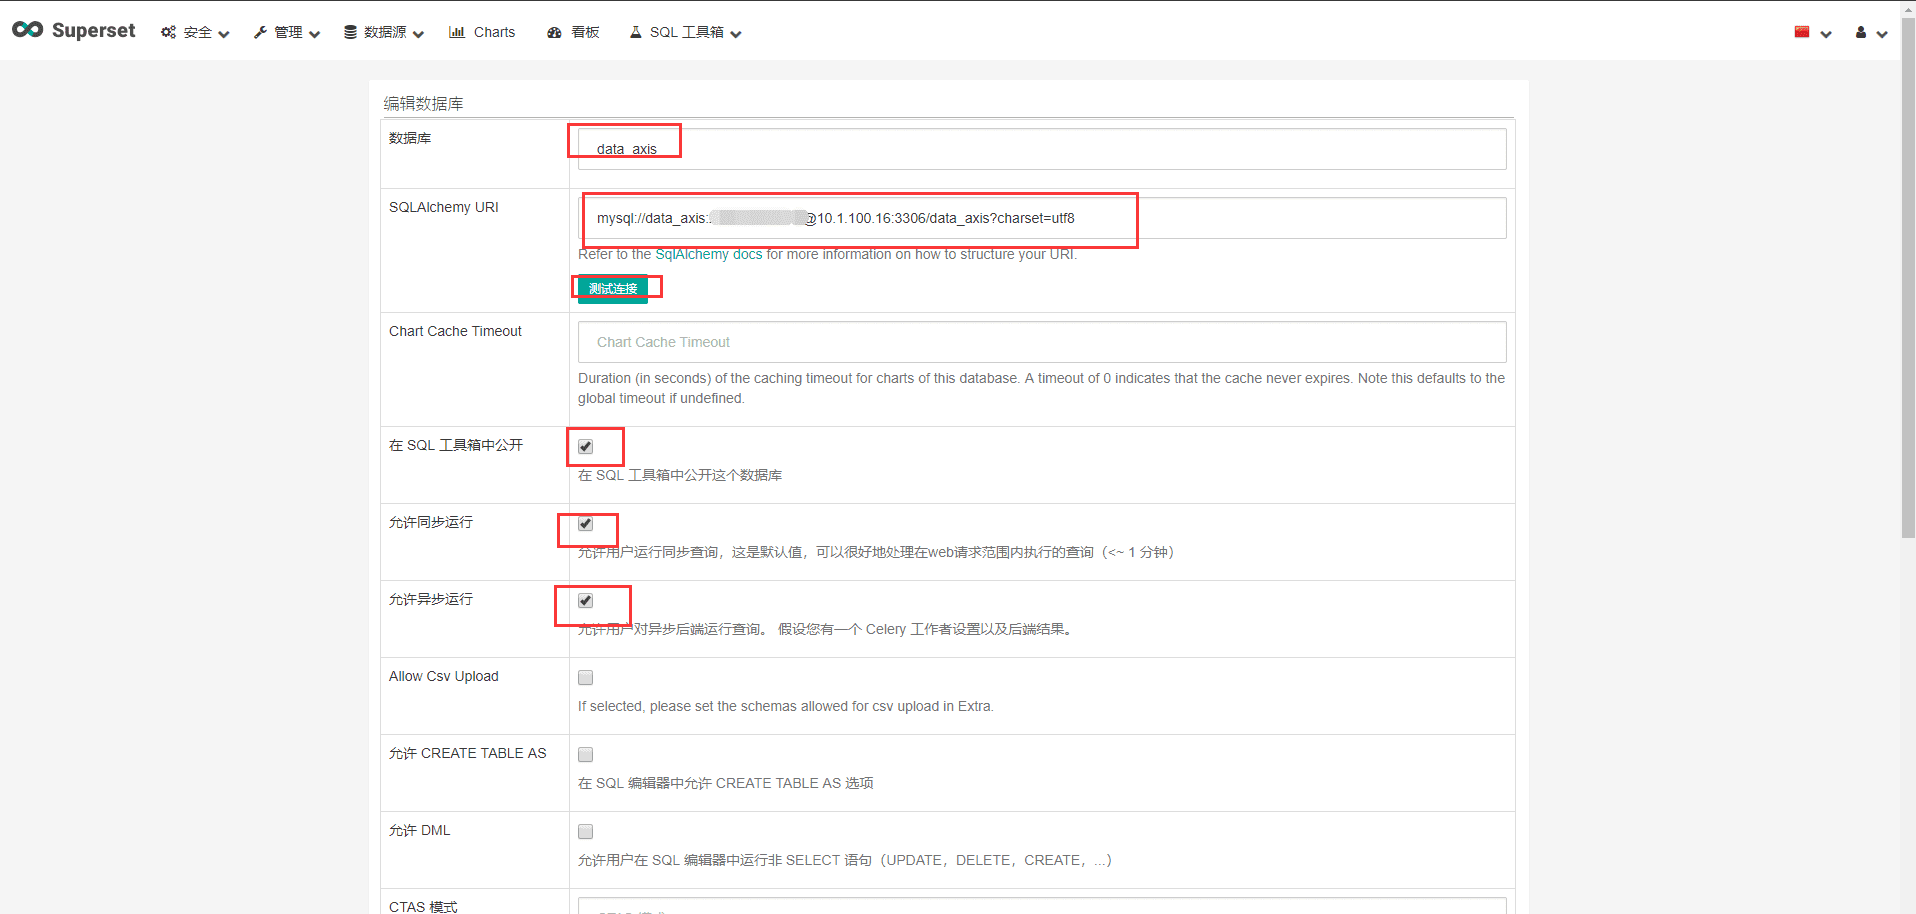 Superset 安全 管理 数据源 Charts 看板 SQL 工具箱
编辑数据库
数据库
data_axis
SQLAlchemy URI
mysql://data_axis: @10.1.100.16:3306/data_axis?charset=utf8
Refer to the SqlAlchemy docs for more information on how to structure your URI.
测试连接
Chart Cache Timeout
Chart Cache Timeout
Duration (in seconds) of the caching timeout for charts of this database. A timeout of 0 indicates that the cache never expires. Note this defaults to the
global timeout if undefined.
在 SQL 工具箱中公开
在 SQL 工具箱中公开这个数据库
允许同步运行
允许用户运行同步查询，这是默认值，可以很好地处理在web请求范围内执行的查询（<~ 1 分钟）
允许异步运行
允许用户对异步后端运行查询。 假设您有一个 Celery 工作者设置以及后端结果。
Allow Csv Upload
If selected, please set the schemas allowed for csv upload in Extra.
允许 CREATE TABLE AS
在 SQL 编辑器中允许 CREATE TABLE AS 选项
允许 DML
允许用户在 SQL 编辑器中运行非 SELECT 语句（UPDATE，DELETE，CREATE，...）
CTAS 模式